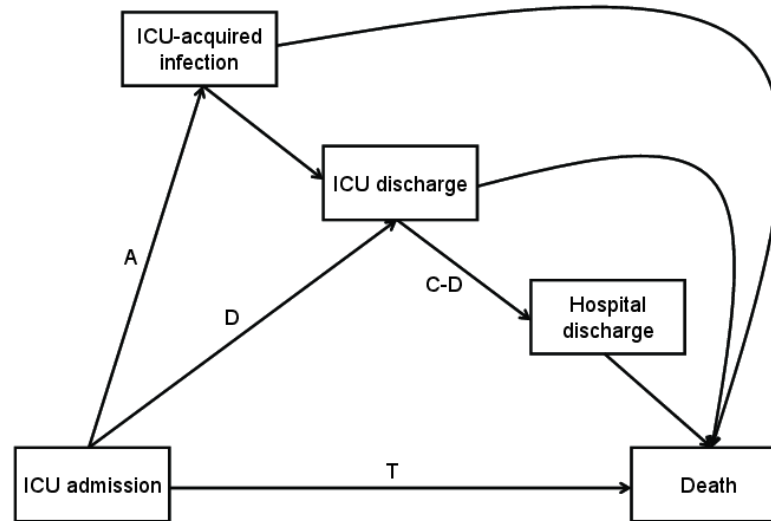 ICU-acquired
infection
ICU discharge
A
D
C-D
Hospital
discharge
ICU admission
T
Death